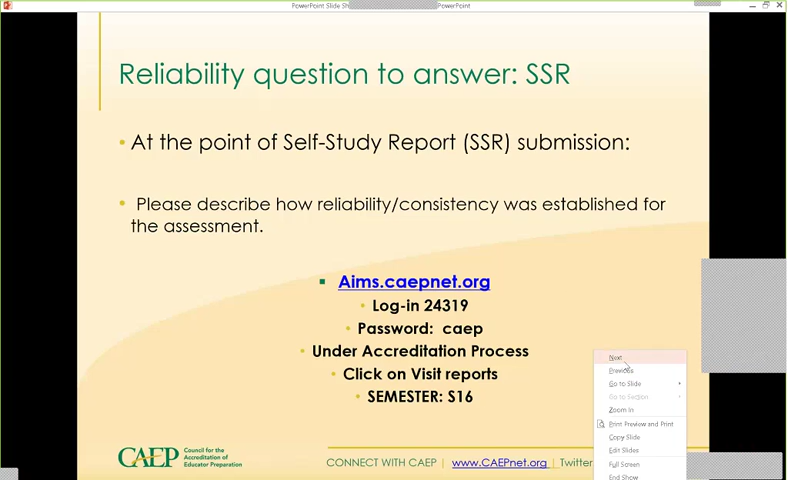 PowerPoint Slide Sh
PowerPoint
Reliability question to answer: SSR
• At the point of Self-Study Report (SSR) submission:
• Please describe how reliability/consistency was established for
the assessment.
▪ Aims.caepnet.org
• Log-in 24319
• Password: caep
• Under Accreditation Process
• Click on Visit reports
• SEMESTER: S16
Next
Previous
Go to Slide
Go to Section
Zoom In
Print Preview and Print
Copy Slide
Edit Slides
Full Screen
End Show
CAEP
Council for the
Accreditation of
Educator Preparation
CONNECT WITH CAEP | www.CAEPnet.org | Twitter